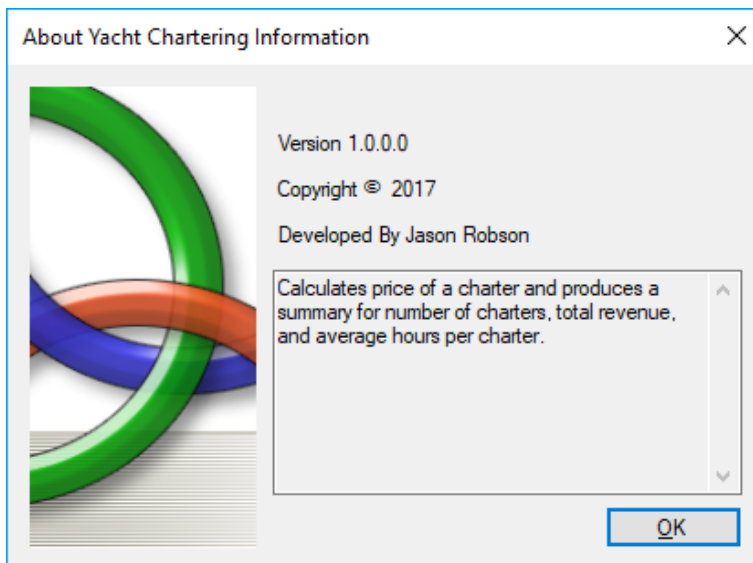 About Yacht Chartering Information
Version 1.0.0.0
Copyright © 2017
Developed By Jason Robson
Calculates price of a charter and produces a
summary for number of charters, total revenue,
and average hours per charter.
OK